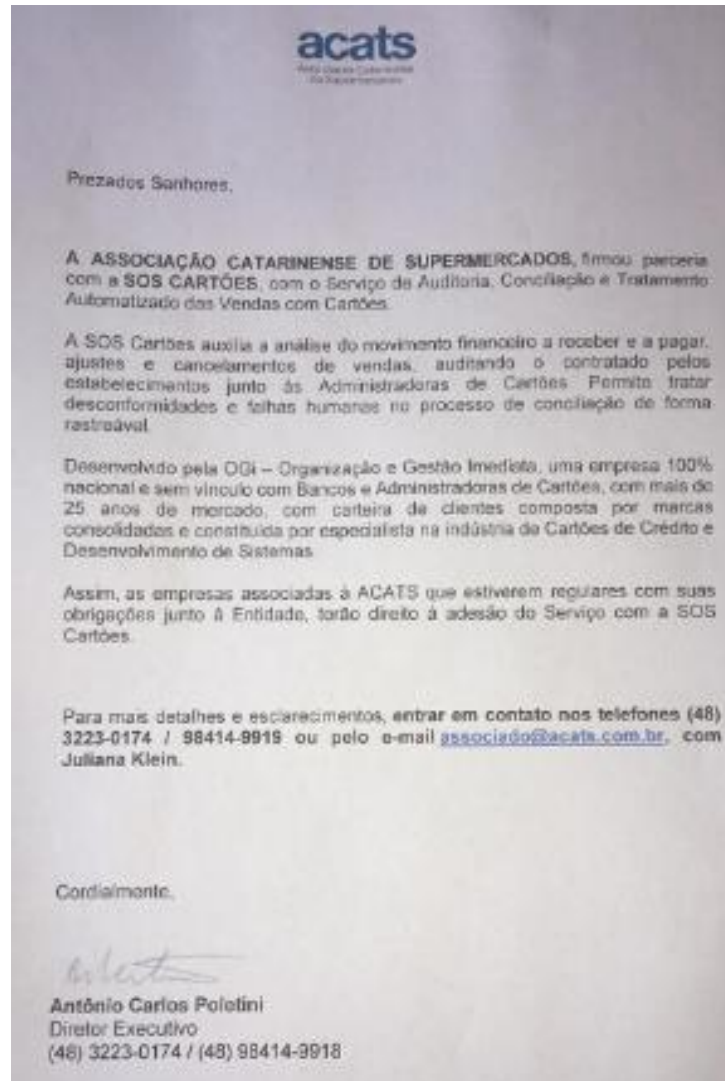 acats
Associação Catarinense
de Supermercados
Prezados Senhores,
A ASSOCIAÇÃO CATARINENSE DE SUPERMERCADOS, firmou parceria
com a SOS CARTÕES, com o Serviço de Auditoria, Conciliação e Tratamento
Automatizado das Vendas com Cartões.
A SOS Cartões auxilia a analise do movimento financeiro a receber e a pagar,
ajustes e cancelamentos de vendas, auditando o contratado pelos
estabelecimentos junto ás Administradoras de Cartões. Permite tratar
desconformidades e falhas humanas no processo de conciliação de forma
rastreável.
Desenvolvido pela OGI – Organização e Gestão Imediata, uma empresa 100%
nacional e sem vinculo com Bancos e Administradoras de Cartões, com mais de
25 anos de mercado, com carteira de clientes composta por marcas
consolidadas e constituída por especialista na indústria de Cartões de Crédito e
Desenvolvimento de Sistemas.
Assim, as empresas associadas à ACATS que estiverem regulares com suas
obrigações junto à Entidade, terão direito à adesão do Serviço com a SOS
Cartões.
Para mais detalhes e esclarecimentos, entrar em contato nos telefones (48)
3223-0174 / 98414-9919 ou pelo e-mail associado@acats.com.br, com
Juliana Klein.
Cordialmente,
Antônio Carlos Poletini
Diretor Executivo
(48) 3223-0174 / (48) 98414-9918